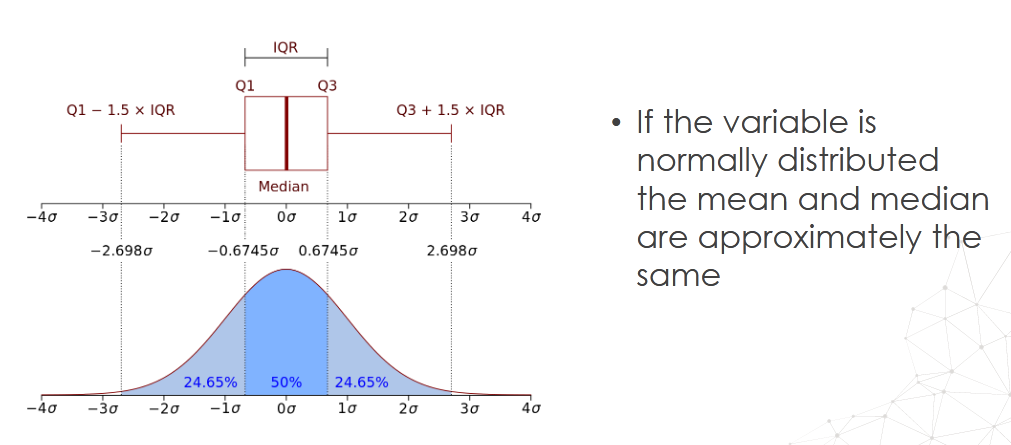 IQR
Q1 Q3
Q1 − 1.5 × IQR Q3 + 1.5 × IQR
Median
−4σ −3σ −2σ −1σ 0σ 1σ 2σ 3σ 4σ
−2.698σ −0.6745σ 0.6745σ 2.698σ
24.65% 50% 24.65%
−4σ −3σ −2σ −1σ 0σ 1σ 2σ 3σ 4σ
• If the variable is
normally distributed
the mean and median
are approximately the
same